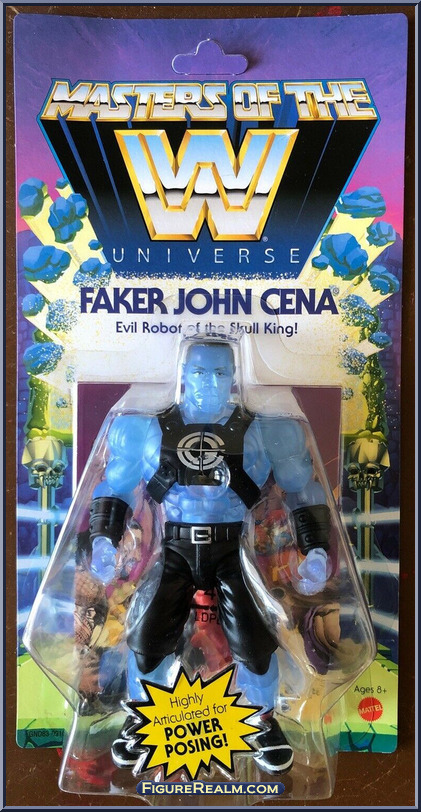 MASTERS OF THE
W
®
UNIVERSE
FAKER JOHN CENA®
Evil Robot of the Skull King!
Ages 8+
MATTEL
Highly
Articulated for
POWER
POSING!
FIGUREREALM.COM